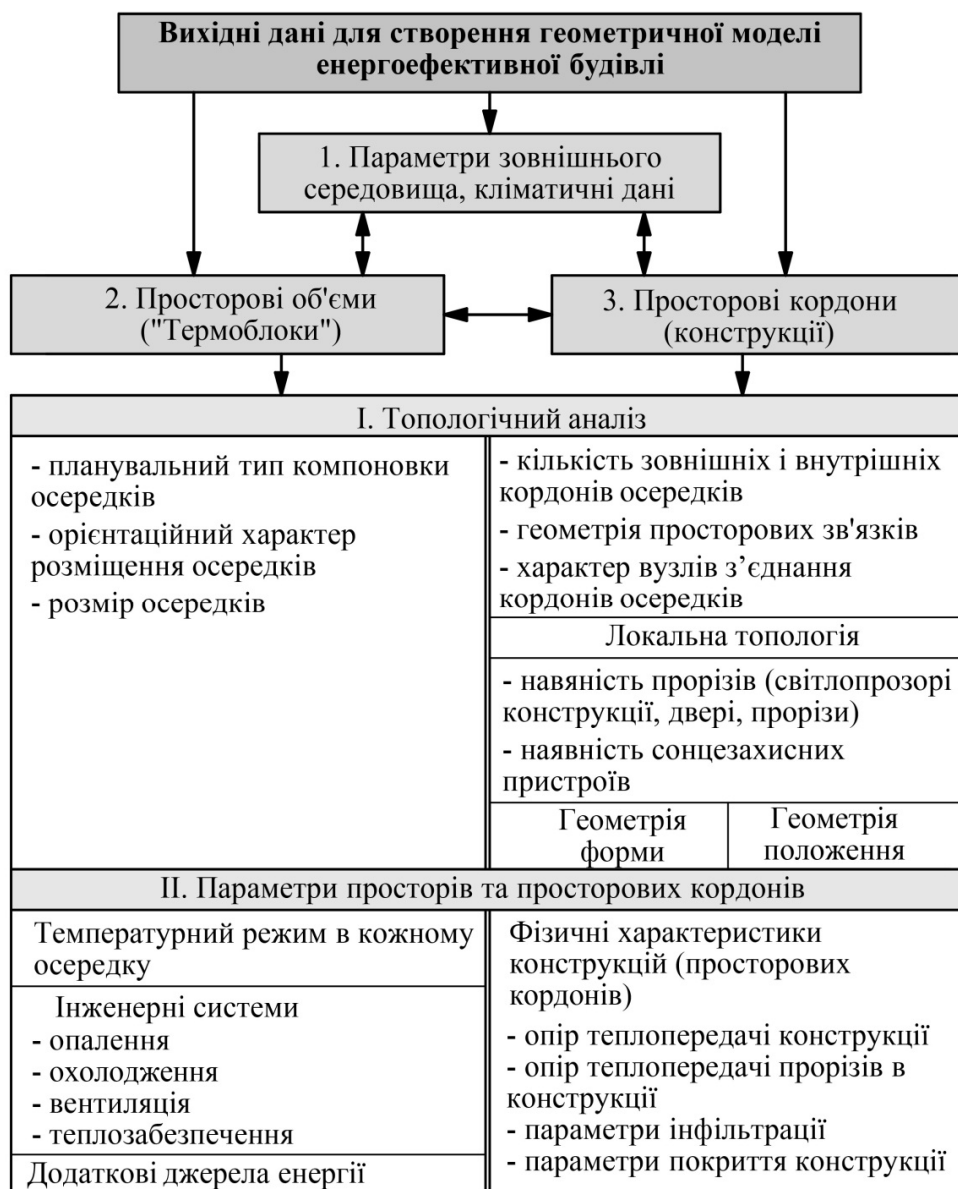 Вихідні дані для створення геометричної моделі
енергоефективної будівлі
1. Параметри зовнішнього
середовища, кліматичні дані
2. Просторові об'єми
("Термоблоки")
3. Просторові кордони
(конструкції)
І. Топологічний аналіз
- планувальний тип компоновки
осередків
- орієнтаційний характер
розміщення осередків
- розмір осередків
- кількість зовнішніх і внутрішніх
кордонів осередків
- геометрія просторових зв'язків
- характер вузлів з’єднання
кордонів осередків
Локальна топологія
- навяність прорізів (світлопрозорі
конструкції, двері, прорізи)
- наявність сонцезахисних
пристроїв
Геометрія
форми
Геометрія
положення
ІІ. Параметри просторів та просторових кордонів
Температурний режим в кожному
осередку
Інженерні системи
- опалення
- охолодження
- вентиляція
- теплозабезпечення
Додаткові джерела енергії
Фізичні характеристики
конструкцій (просторових
кордонів)
- опір теплопередачі конструкції
- опір теплопередачі прорізів в
конструкції
- параметри інфільтрації
- параметри покриття конструкції